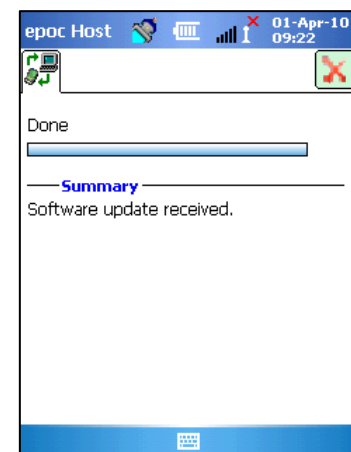 epoc Host
01-Apr-10
09:22
Done
Summary
Software update received.